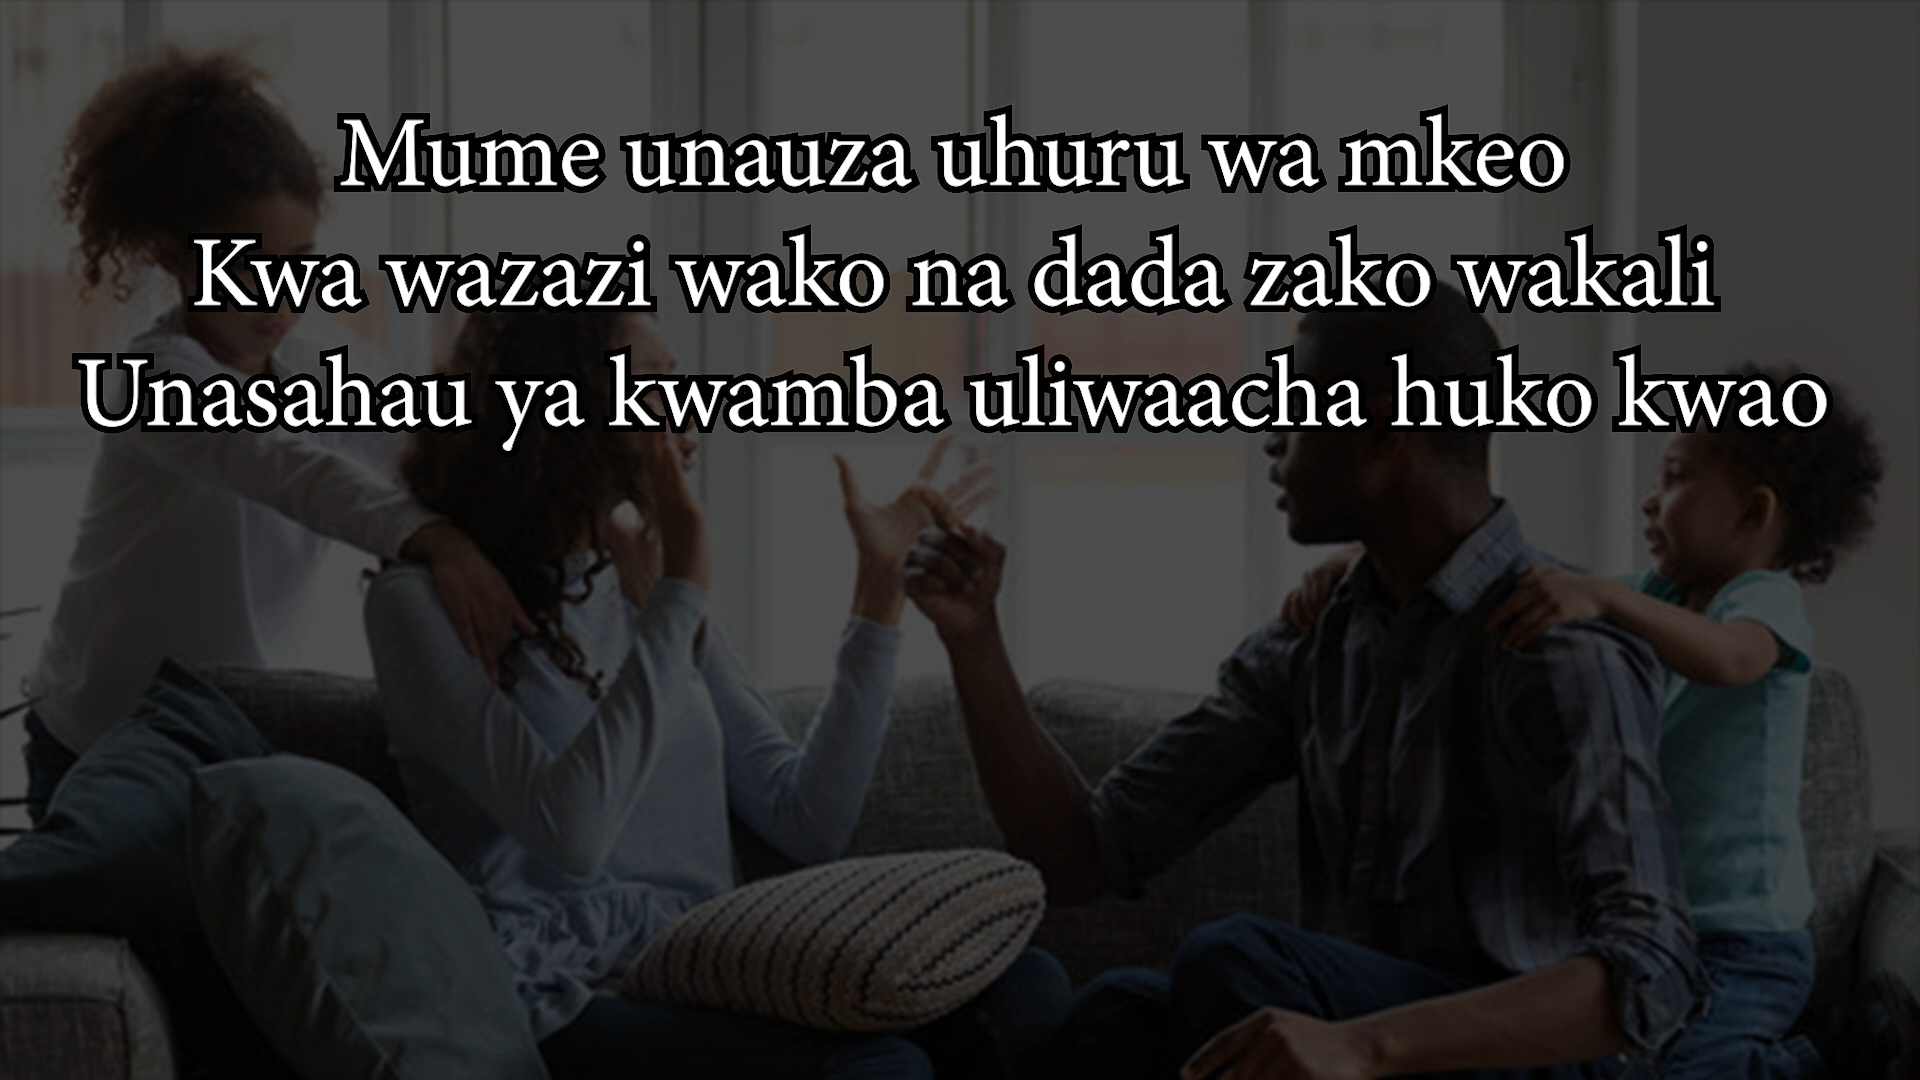 Mume unauza uhuru wa mkeo
Kwa wazazi wako na dada zako wakali
Unasahau ya kwamba uliwaacha huko kwao